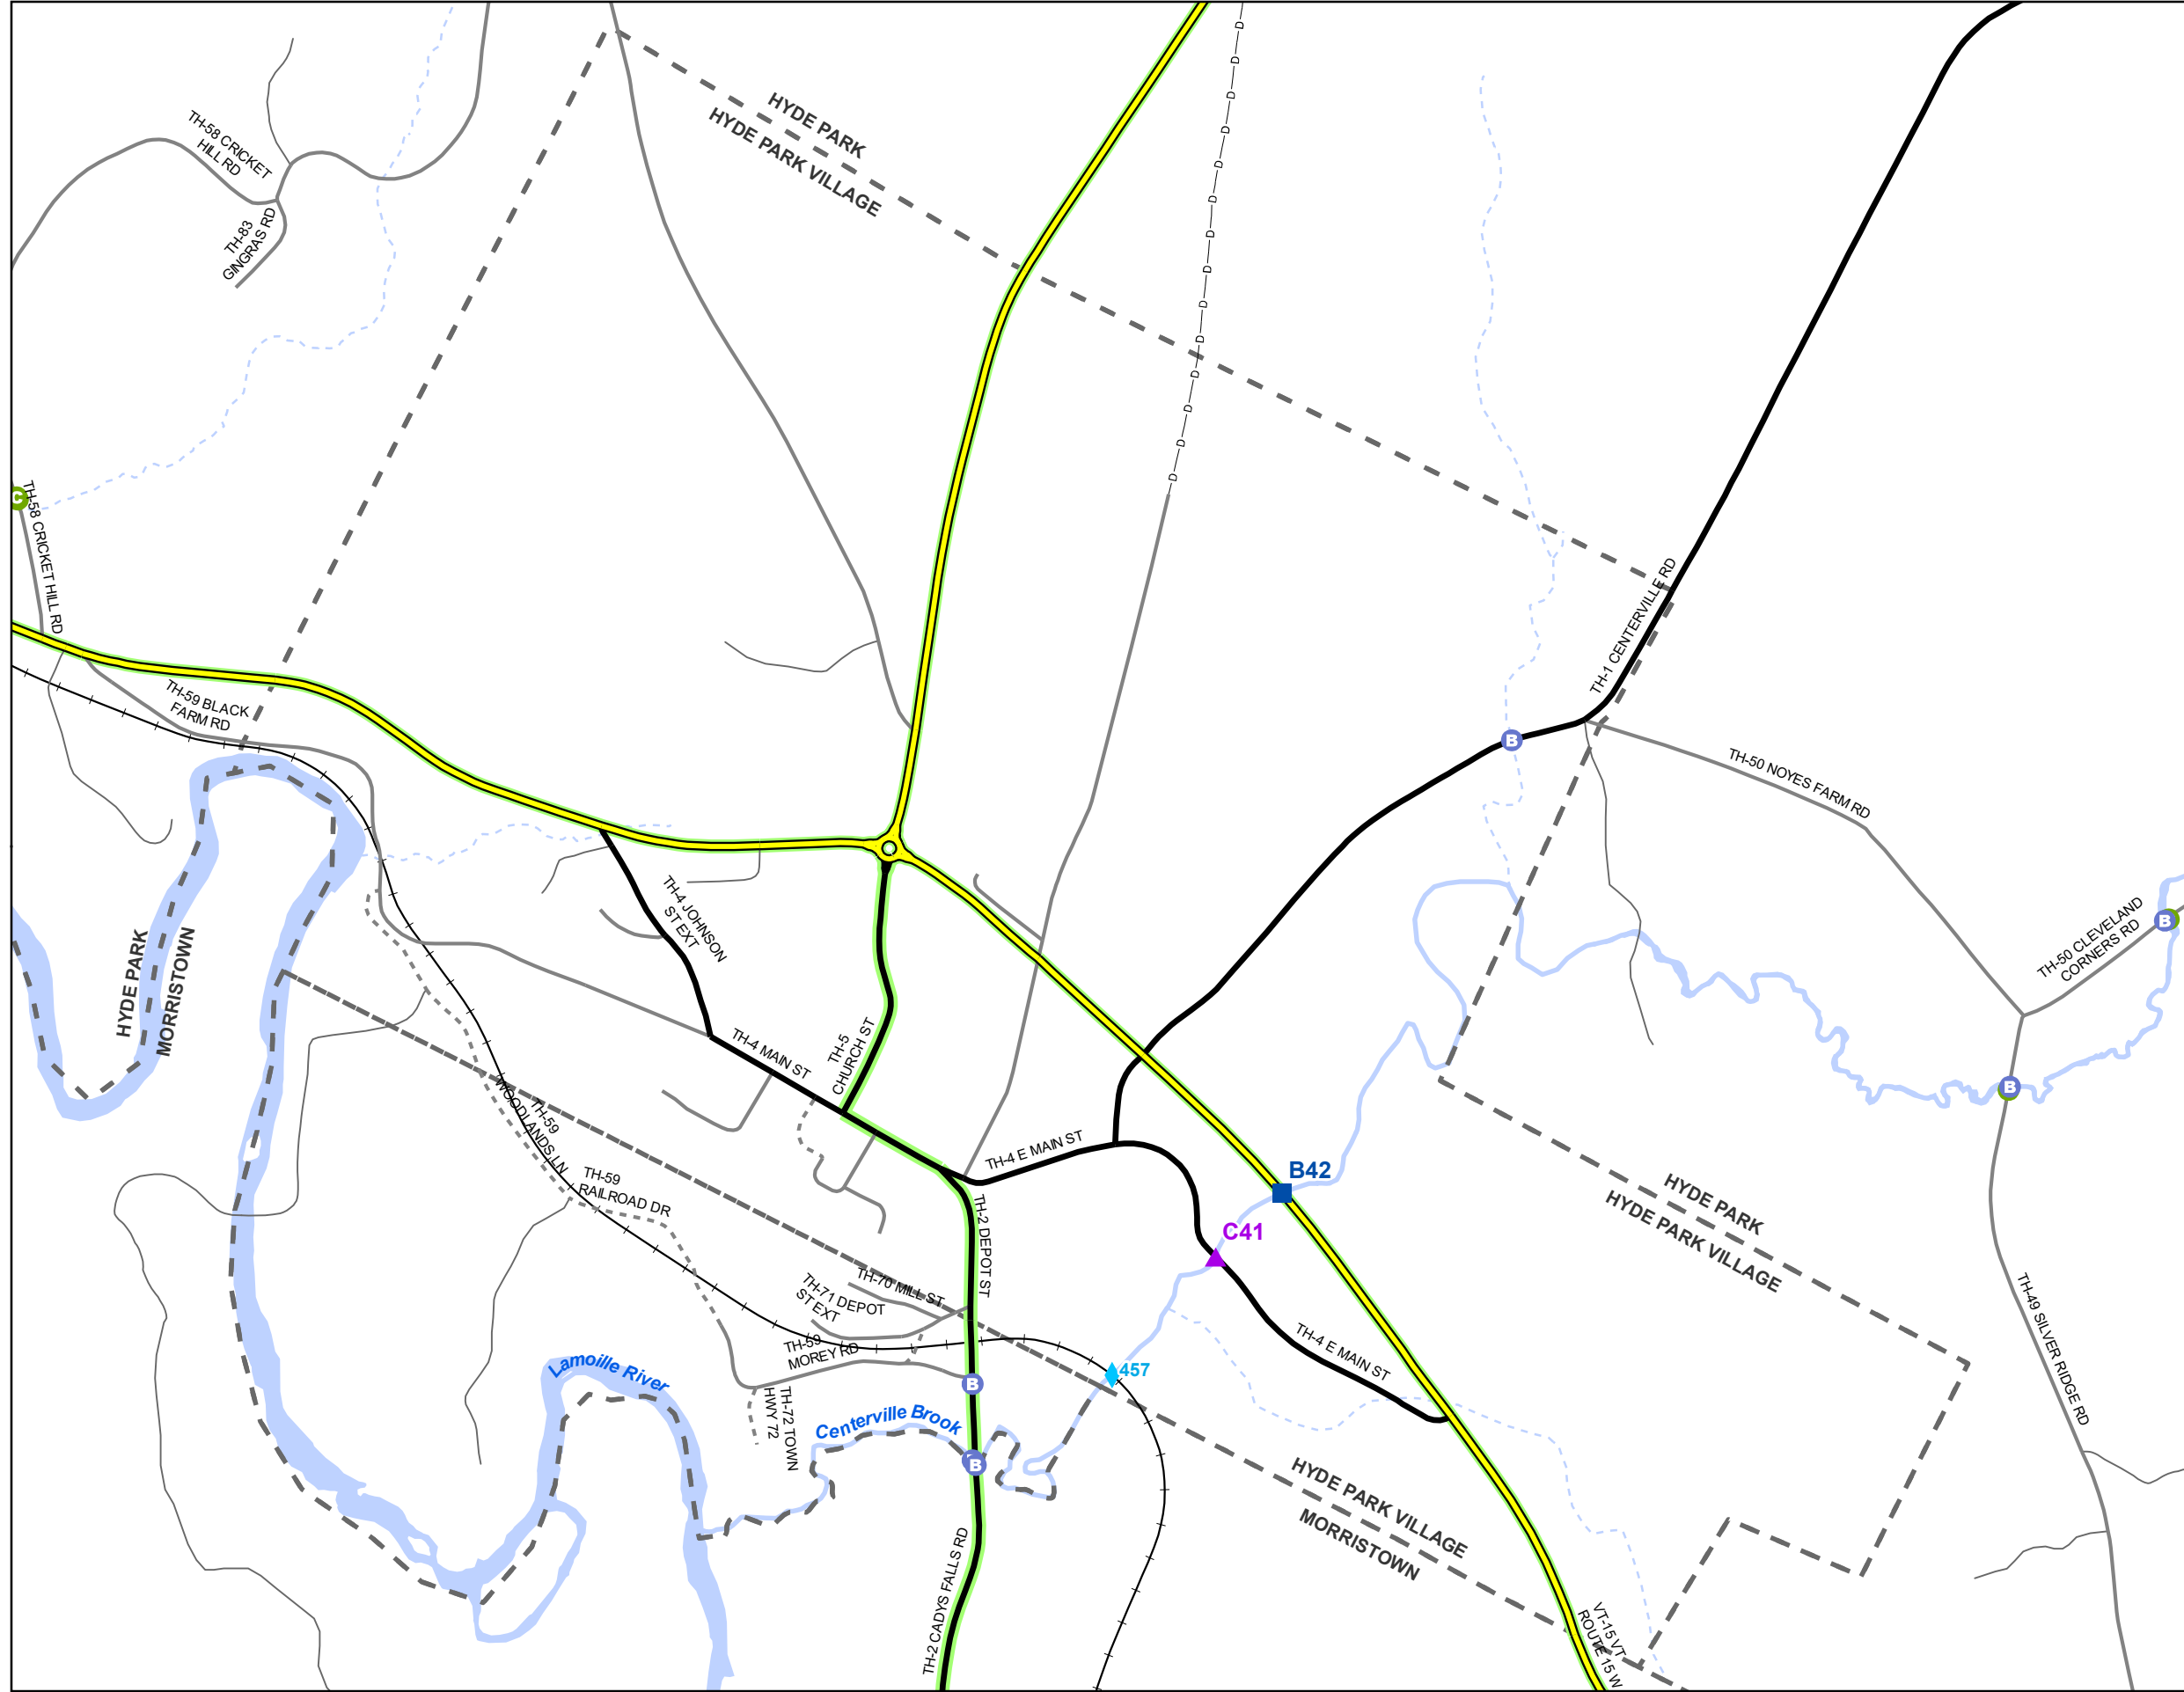 HYDE PARK
HYDE PARK VILLAGE
TH-58 CRICKET
HILL RD
TH-83
GINGRAS RD
D D D D D D D D D D D D D D
C
TH-58 CRICKET HILL RD
TH-1 CENTERVILLE RD
TH-59 BLACK
FARM RD
B
TH-50 NOYES FARM RD
TH-4 JOHNSON
ST EXT
TH-50 CLEVELAND
CORNERS RD
B
HYDE PARK
MORRISTOWN
TH-4 MAIN ST
TH-5
CHURCH ST
B
TH-59
WOODLANDS LN
TH-4 E MAIN ST
B42
TH-59
RAILROAD DR
TH-2 DEPOT ST
C41
HYDE PARK
HYDE PARK VILLAGE
TH-70 MILL ST
TH-71 DEPOT
ST EXT
TH-49 SILVER RIDGE RD
TH-59
MOREY RD
TH-4 E MAIN ST
457
Lamoille River
B
TH-72 TOWN
HWY 72
Centerville Brook
B
HYDE PARK VILLAGE
MORRISTOWN
TH-2 CADYS FALLS RD
VT-15 VT
ROUTE 15 W